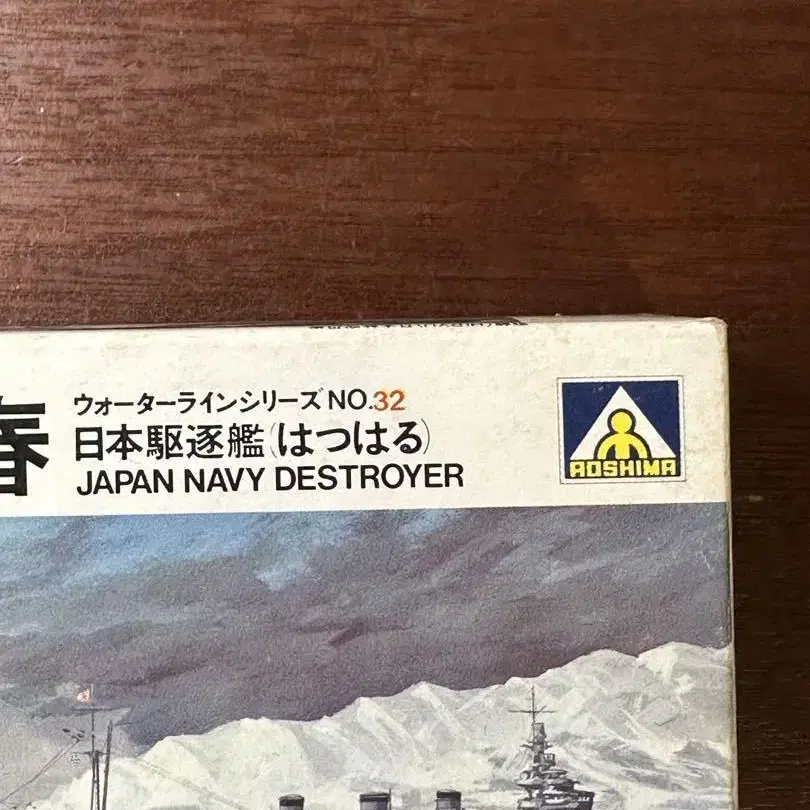 春
ウォーターラインシリーズ NO.32
日本駆逐艦(はつはる)
JAPAN NAVY DESTROYER
AOSHIMA